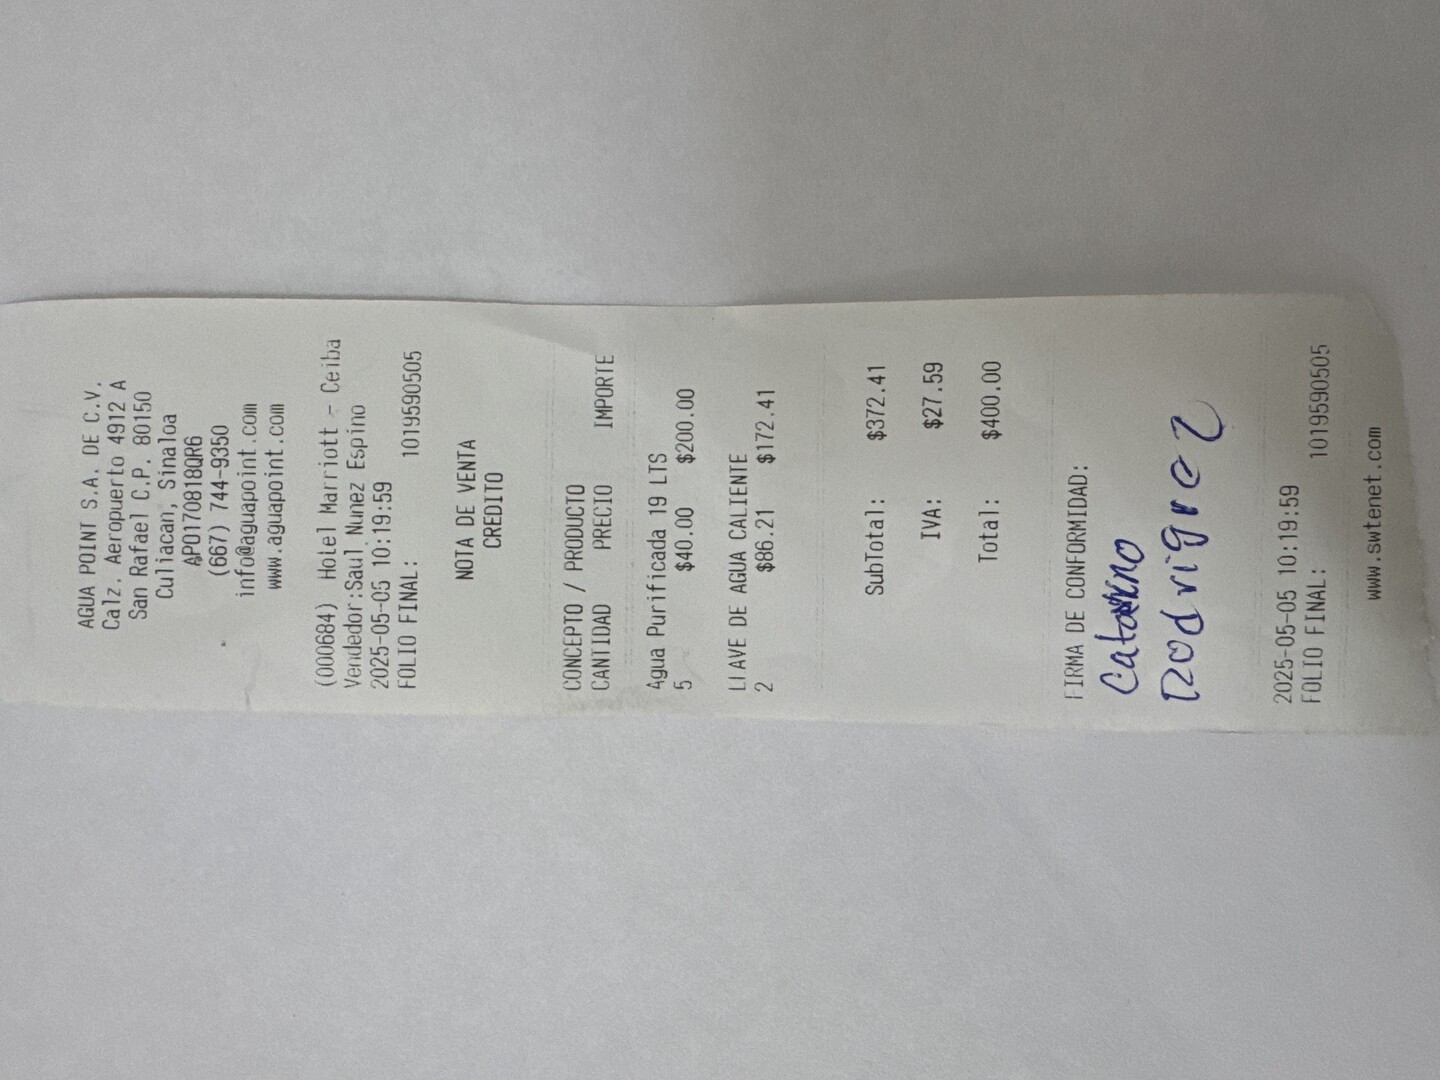 AGUA POINT S.A. DE C.V.
Calz. Aeropuerto 4912 A
San Rafael C.P. 80150
Culiacan, Sinaloa
APO170818QR6
(667) 744-9350
info@aguapoint.com
www.aguapoint.com
(000684) Hotel Marriott - Ceiba
Vendedor:Saul Nunez Espino
2025-05-05 10:19:59
FOLIO FINAL: 1019590505
NOTA DE VENTA
CREDITO
CONCEPTO / PRODUCTO
CANTIDAD PRECIO IMPORTE
Agua Purificada 19 LTS
5 $40.00 $200.00
LLAVE DE AGUA CALIENTE
2 $86.21 $172.41
SubTotal: $372.41
IVA: $27.59
Total: $400.00
FIRMA DE CONFORMIDAD:
Rodriguez
2025-05-05 10:19:59
FOLIO FINAL: 1019590505
www.swtenet.com